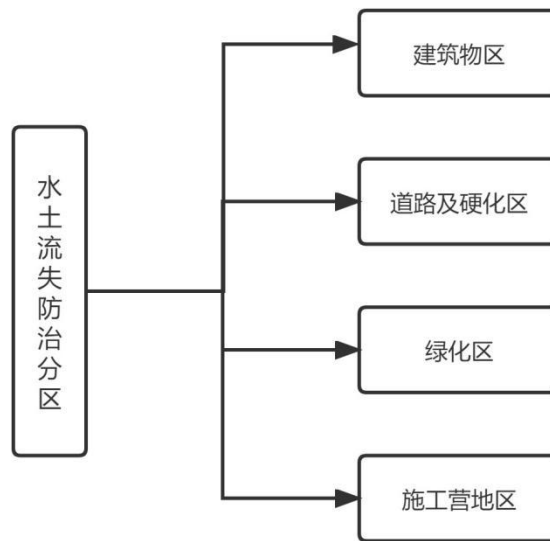 水土流失防治分区
建筑物区
道路及硬化区
绿化区
施工营地区